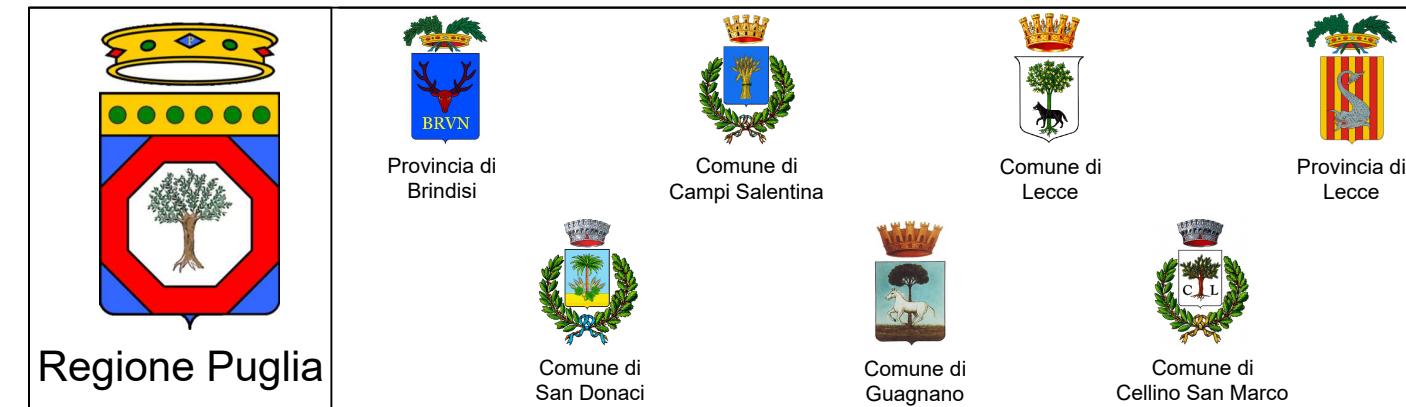 Regione Puglia
BRVN
Provincia di
Brindisi
Comune di
Campi Salentina
Comune di
Lecce
Provincia di
Lecce
Comune di
San Donaci
Comune di
Guagnano
C L
Comune di
Cellino San Marco